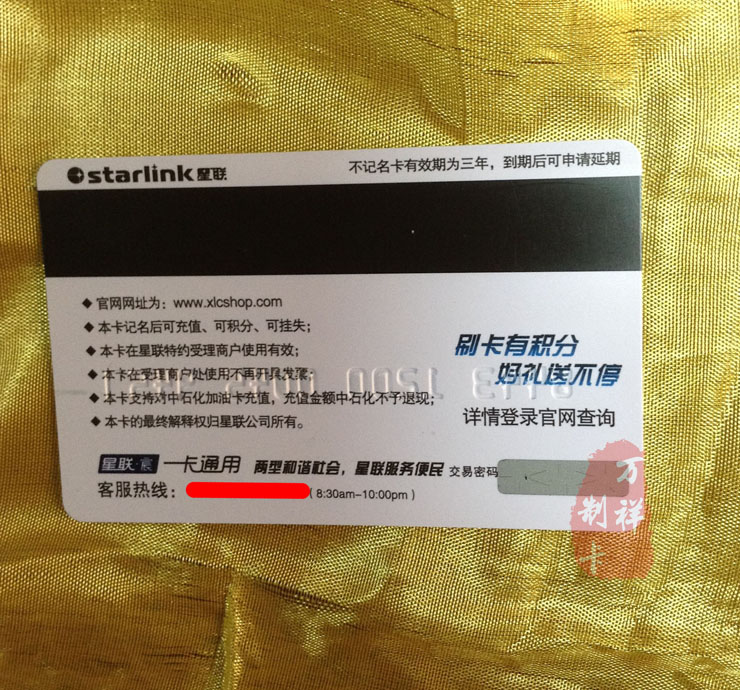 starlink星联
不记名卡有效期为三年，到期后可申请延期
◆ 官网网址为：www.xlcshop.com
◆ 本卡记名后可充值、可积分、可挂失；
◆ 本卡在星联特约受理商户使用有效；
◆ 本卡在受理商户处使用不再开具发票；
◆ 本卡支持对中石化加油卡充值，充值金额中石化不予退现；
◆ 本卡的最终解释权归星联公司所有。
刷卡有积分
好礼送不停
详情登录官网查询
星联·宸 一卡通用 两型和谐社会，星联服务便民 交易密码
客服热线：
(8:30am-10:00pm)
万祥
制卡